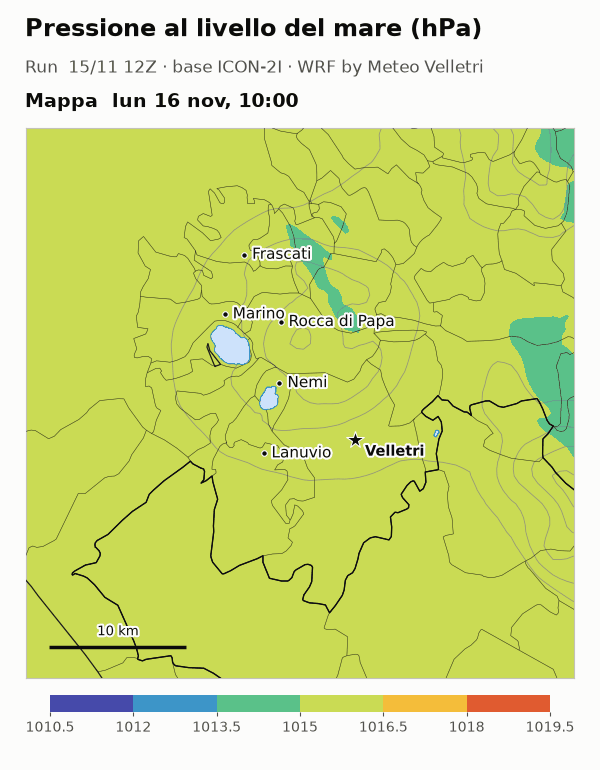 Pressione al livello del mare (hPa)
Run 15/11 12Z · base ICON-2I · WRF by Meteo Velletri
Mappa lun 16 nov, 10:00
Frascati
Marino
Rocca di Papa
Nemi
Velletri
Lanuvio
10 km
1010.5 1012 1013.5 1015 1016.5 1018 1019.5